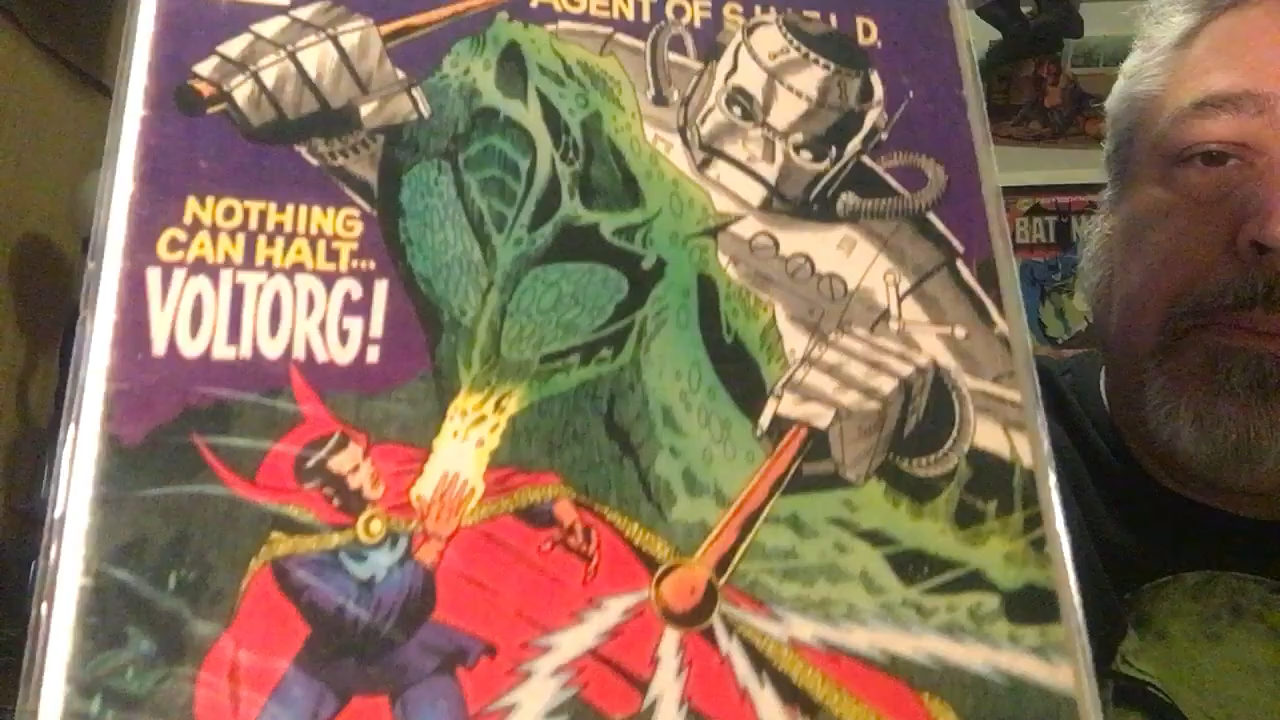 AGENT OF S.H.I.E.L.D.
NOTHING
CAN HALT...
VOLTORG!
BAT